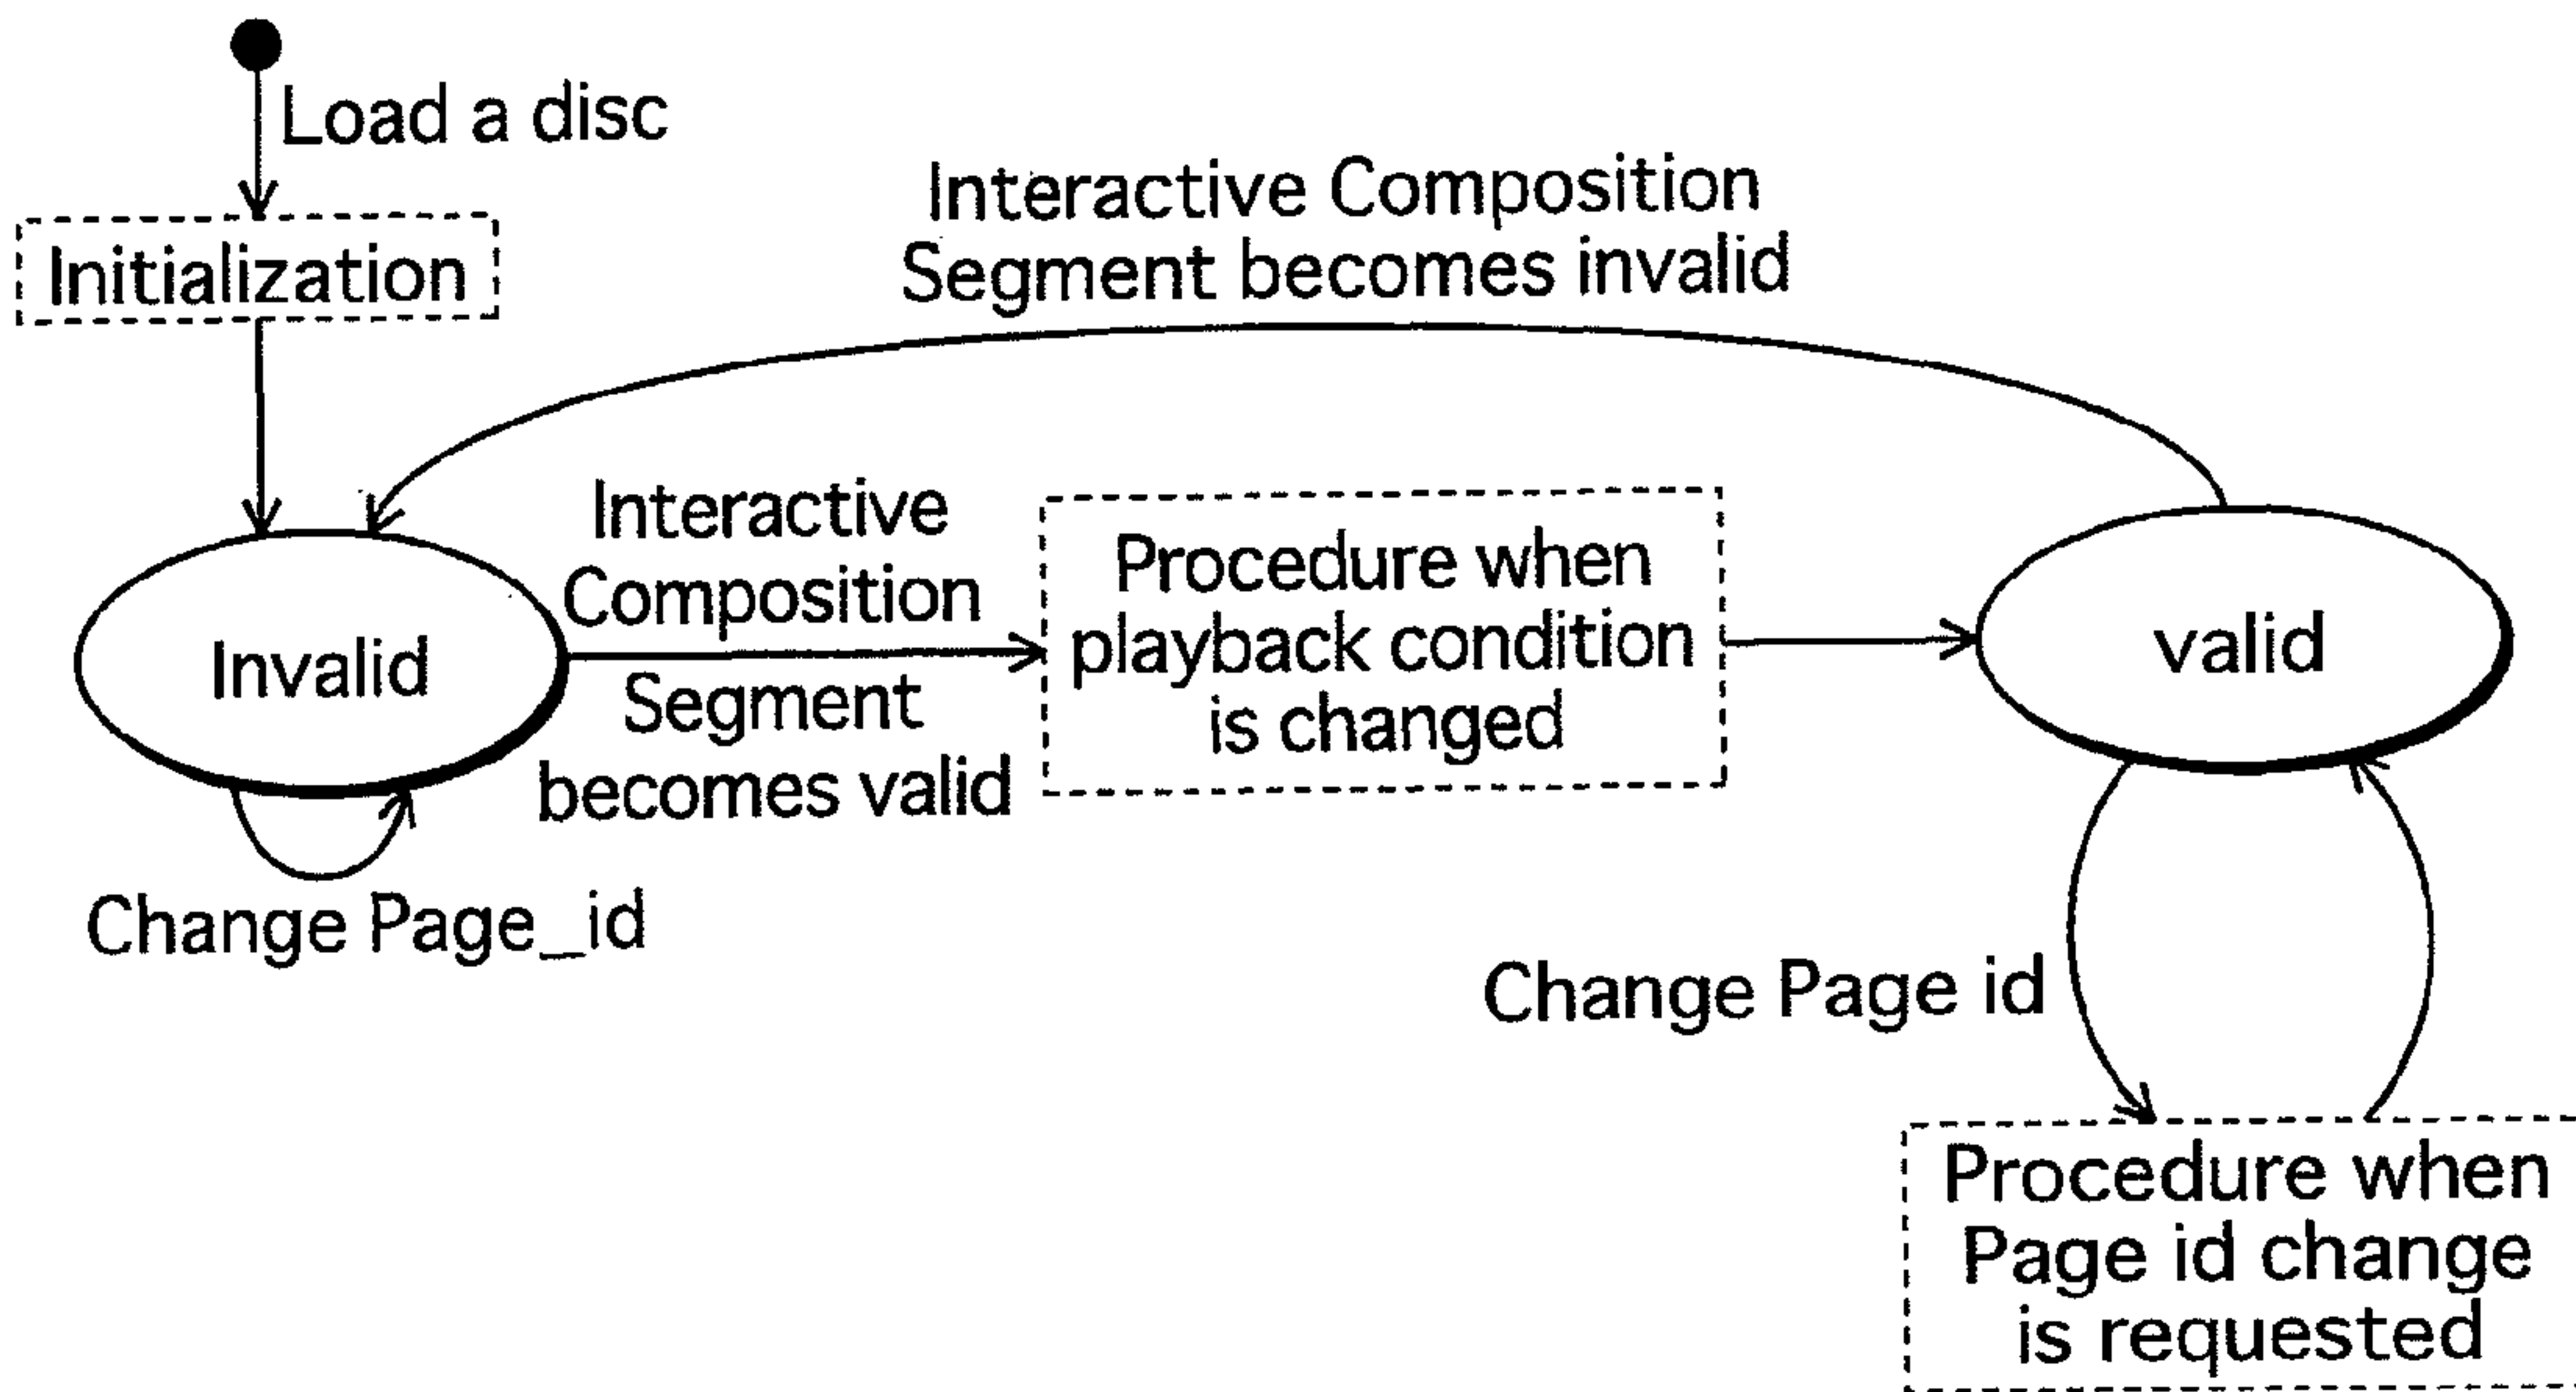 Load a disc
Initialization
Interactive Composition
Segment becomes invalid
Interactive
Composition
Segment
becomes valid
Procedure when
playback condition
is changed
Invalid
valid
Change Page_id
Change Page id
Procedure when
Page id change
is requested